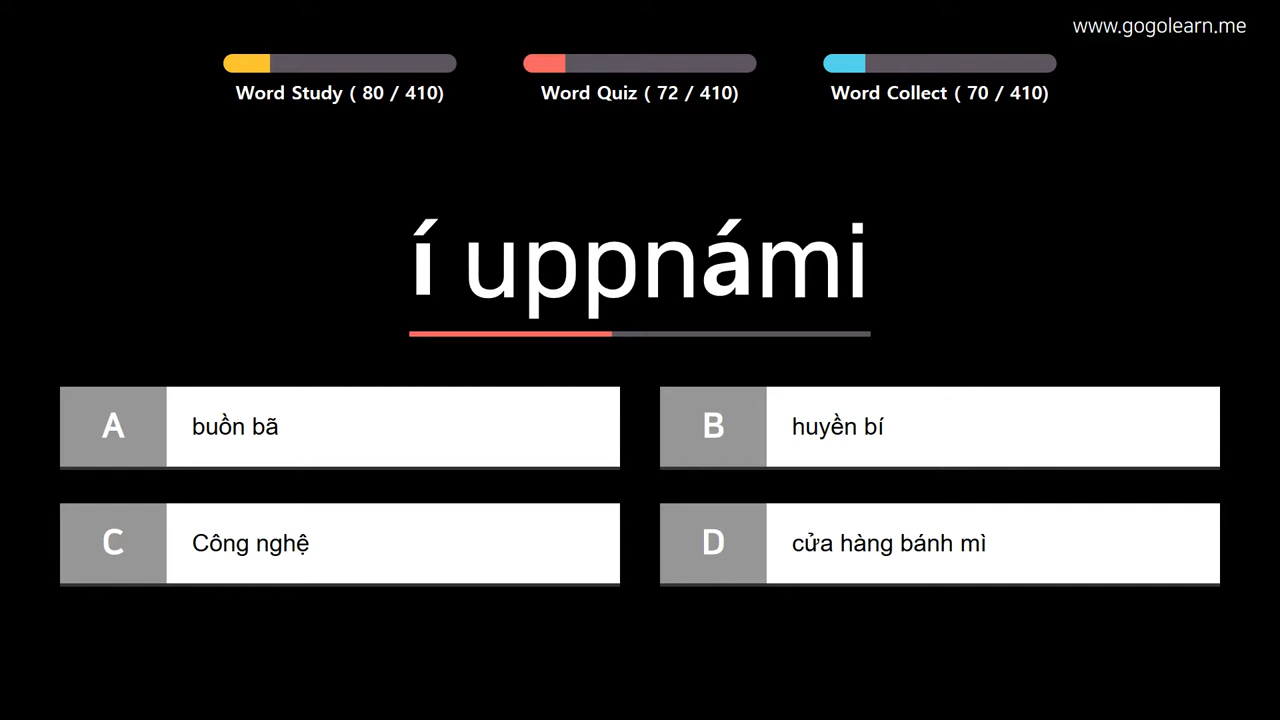 www.gogolearn.me
Word Study ( 80 / 410)
Word Quiz ( 72 / 410)
Word Collect ( 70 / 410)
í uppnámi
A buồn bã
B huyền bí
C Công nghệ
D cửa hàng bánh mì